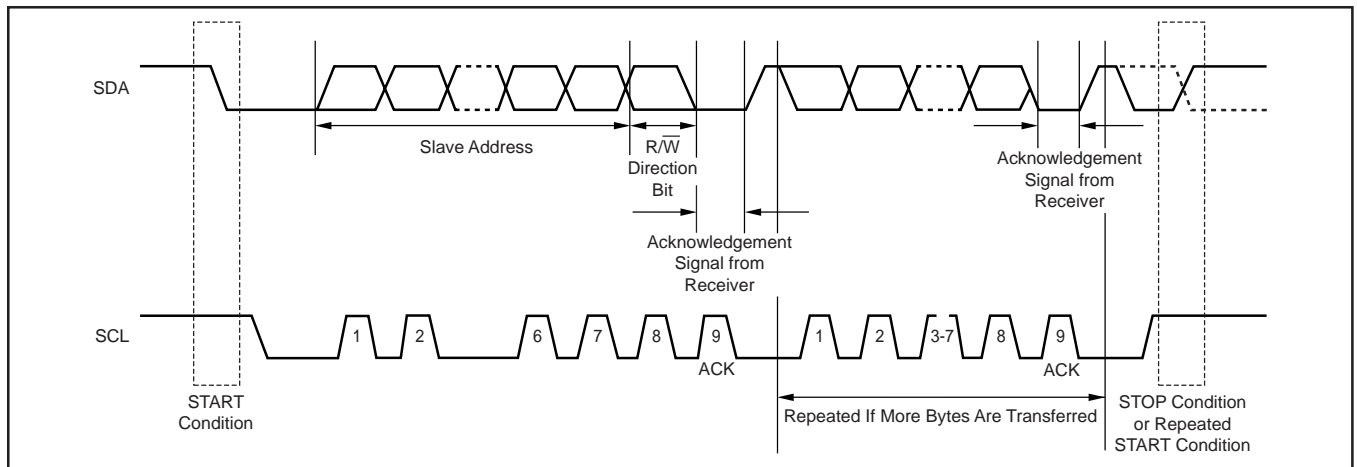 SDA
Slave Address
R/W̅
Direction
Bit
Acknowledgement
Signal from
Receiver
Acknowledgement
Signal from
Receiver
SCL
1
2
6
7
8
9
1
2
3-7
8
9
ACK
ACK
START
Condition
Repeated If More Bytes Are Transferred
STOP Condition
or Repeated
START Condition